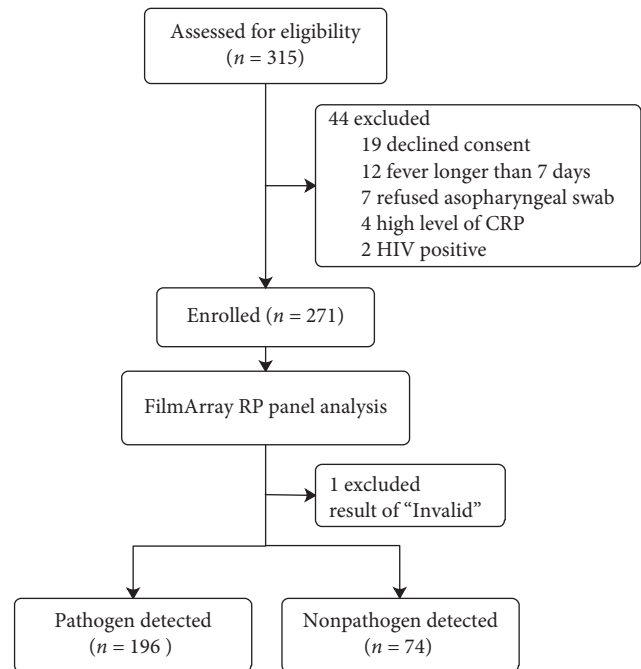 Assessed for eligibility
(n = 315)
44 excluded
19 declined consent
12 fever longer than 7 days
7 refused asopharyngeal swab
4 high level of CRP
2 HIV positive
Enrolled (n = 271)
FilmArray RP panel analysis
1 excluded
result of “Invalid”
Pathogen detected
(n = 196 )
Nonpathogen detected
(n = 74)